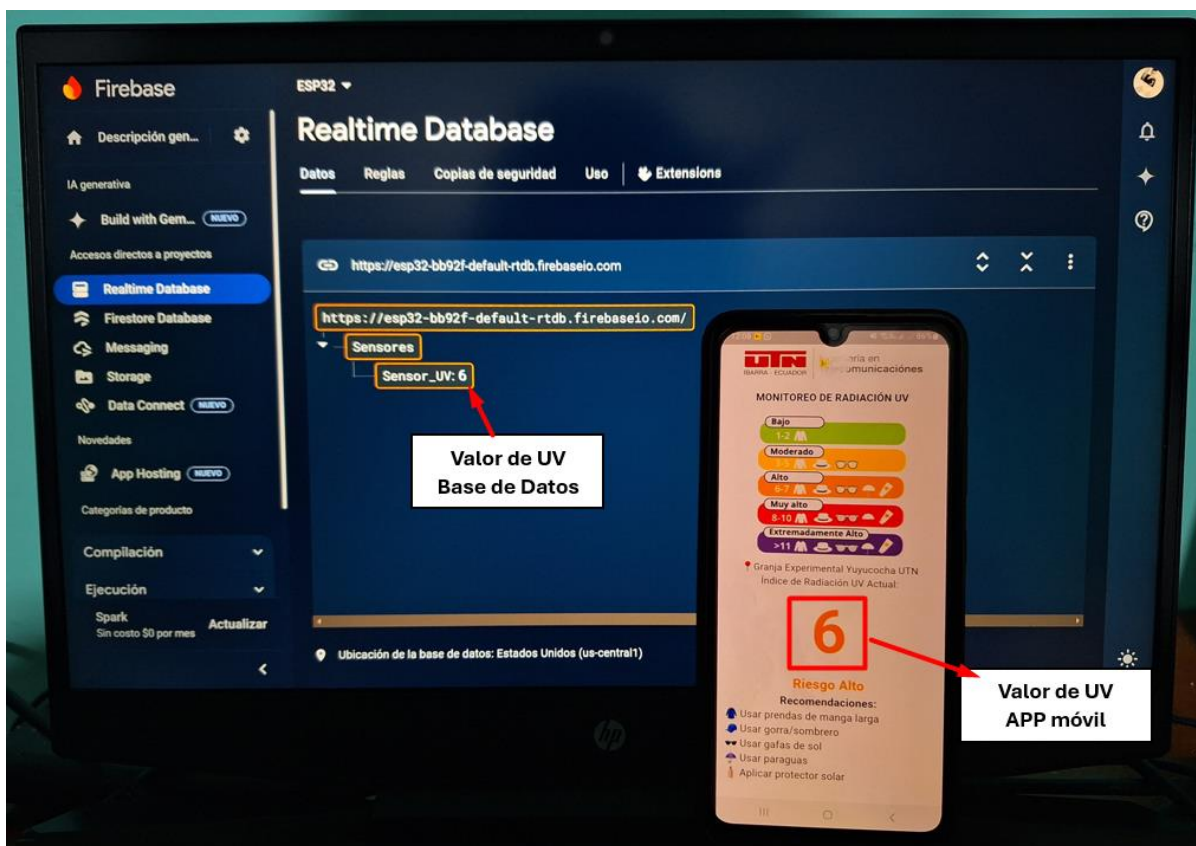 Firebase
Descripción gen...
IA generativa
Build with Gem... NUEVO
Accesos directos a proyectos
Realtime Database
Firestore Database
Messaging
Storage
Data Connect NUEVO
Novedades
App Hosting NUEVO
Categorías de producto
Compilación
Ejecución
Spark
Sin costo $0 por mes
Actualizar
ESP32
Realtime Database
Datos Reglas Copias de seguridad Uso Extensions
https://esp32-bb92f-default-rtdb.firebaseio.com
https://esp32-bb92f-default-rtdb.firebaseio.com/
Sensores
Sensor_UV: 6
Valor de UV
Base de Datos
Ubicación de la base de datos: Estados Unidos (us-central1)
hp
UTN
IBARRA - ECUADOR
en
MONITOREO DE RADIACIÓN UV
Bajo
1-2
Moderado
Alto
6-7
Muy alto
8-10
Extremadamente Alto
>11
Granja Experimental Yuyucocha UTN
Índice de Radiación UV Actual:
6
Riesgo Alto
Recomendaciones:
Usar prendas de manga larga
Usar gorra/sombrero
Usar gafas de sol
Usar paraguas
Aplicar protector solar
Valor de UV
APP móvil